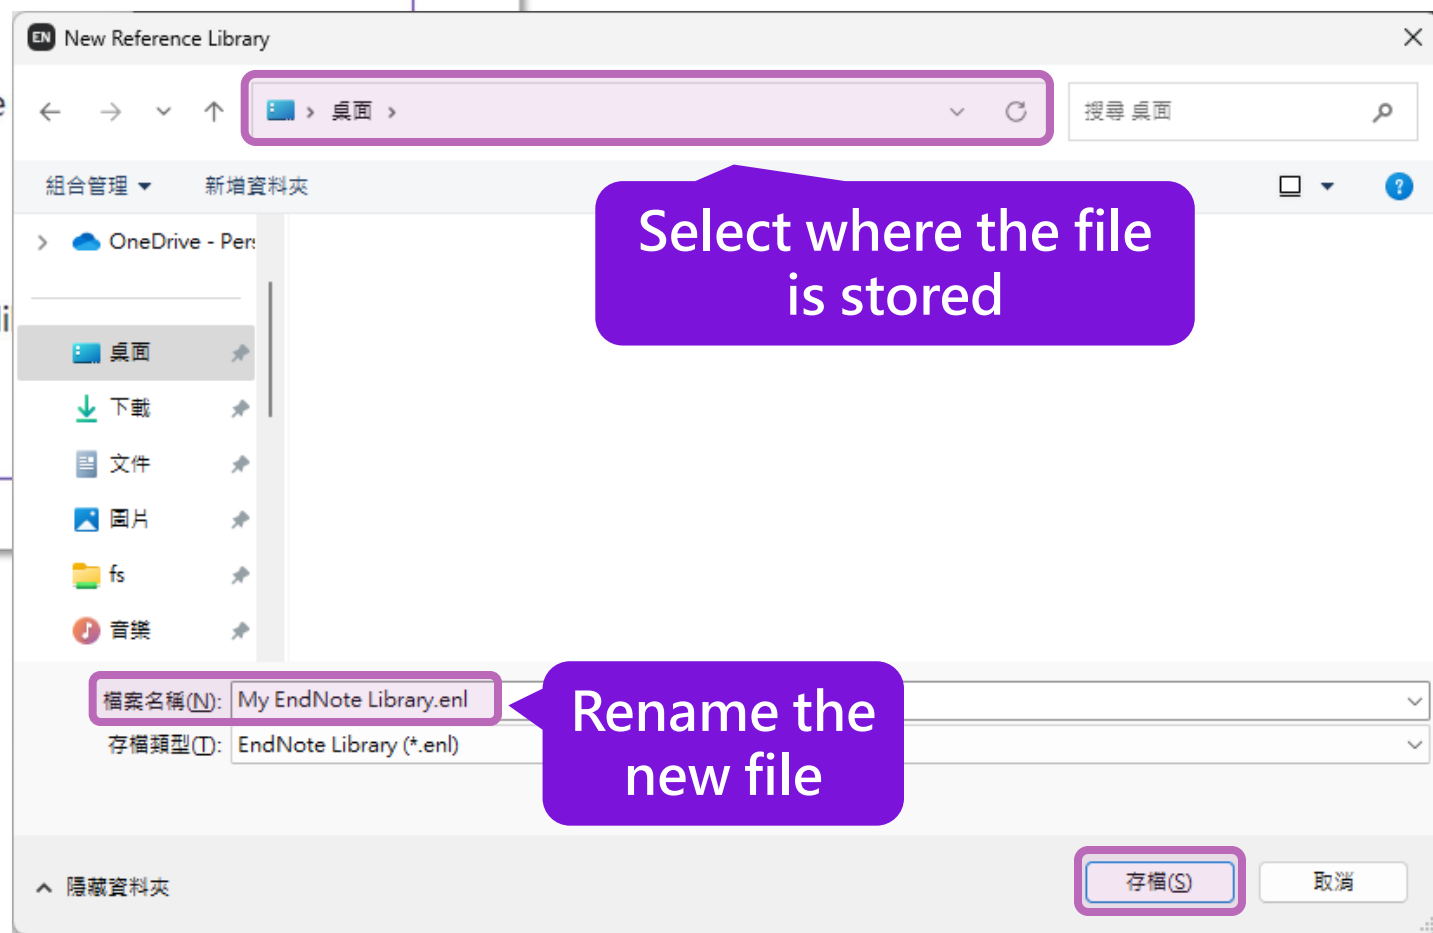 New Reference Library
桌面
搜尋 桌面
組合管理
新增資料夾
Select where the file
is stored
OneDrive - Pers
桌面
下載
文件
圖片
fs
音樂
檔案名稱(N): My EndNote Library.enl
存檔類型(T): EndNote Library (*.enl)
Rename the
new file
隱藏資料夾
存檔(S)
取消